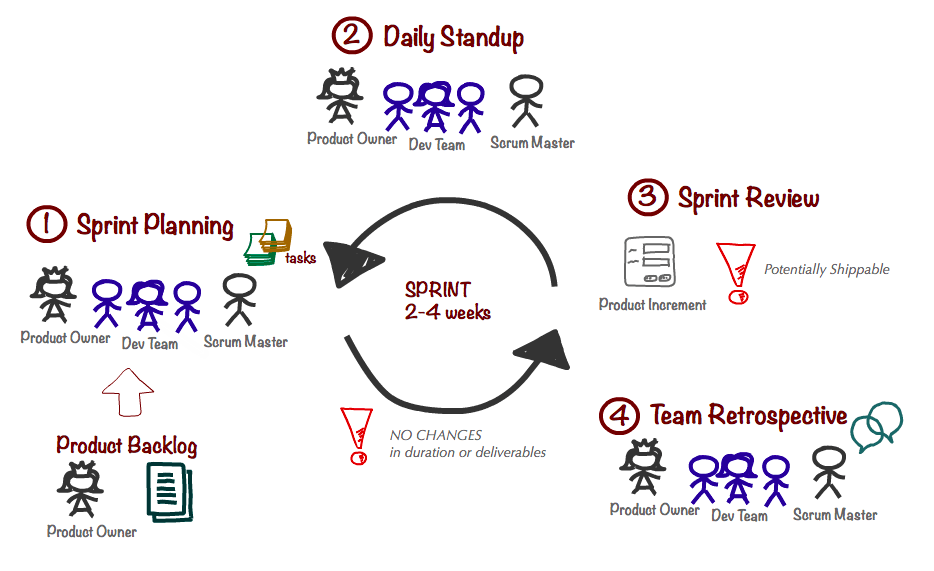 2 Daily Standup
Product Owner
Dev Team
Scrum Master
1 Sprint Planning
tasks
Product Owner
Dev Team
Scrum Master
Product Backlog
Product Owner
SPRINT
2-4 weeks
NO CHANGES
in duration or deliverables
3 Sprint Review
Product Increment
Potentially Shippable
4 Team Retrospective
Product Owner
Dev Team
Scrum Master